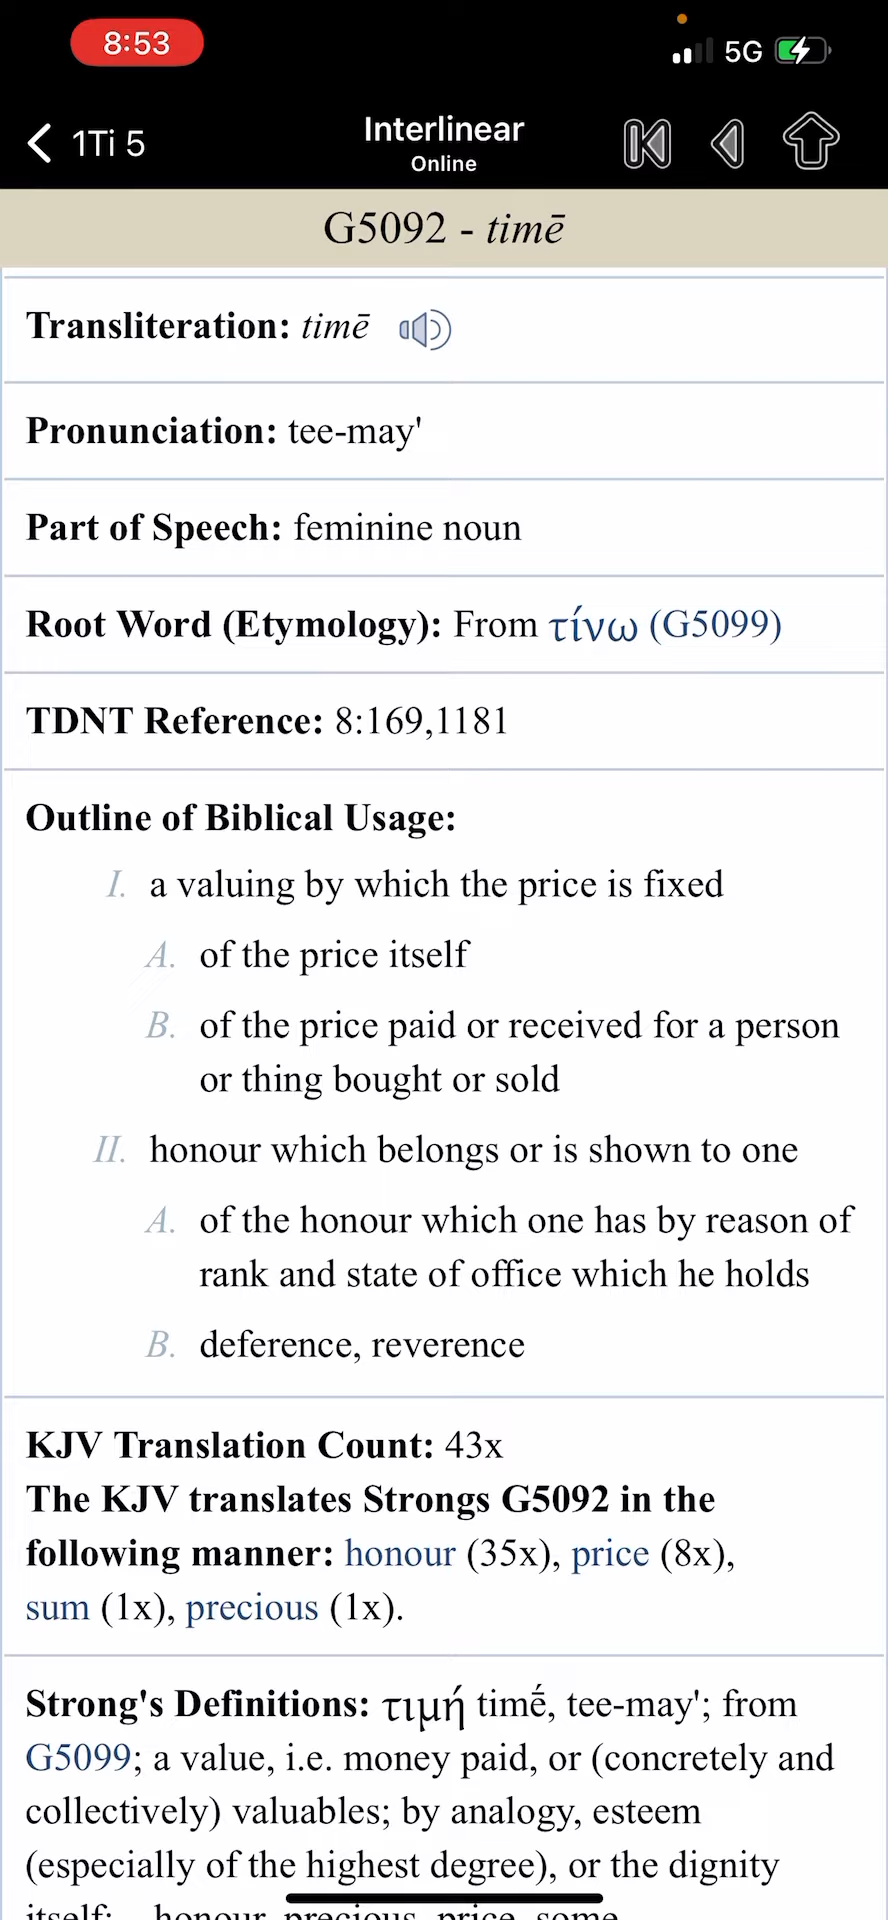 8:53
5G
1Ti 5
Interlinear
Online
G5092 - timē
Transliteration: timē
Pronunciation: tee-may'
Part of Speech: feminine noun
Root Word (Etymology): From τίνω (G5099)
TDNT Reference: 8:169,1181
Outline of Biblical Usage:
I. a valuing by which the price is fixed
A. of the price itself
B. of the price paid or received for a person
or thing bought or sold
II. honour which belongs or is shown to one
A. of the honour which one has by reason of
rank and state of office which he holds
B. deference, reverence
KJV Translation Count: 43x
The KJV translates Strongs G5092 in the
following manner: honour (35x), price (8x),
sum (1x), precious (1x).
Strong's Definitions: τιμή timḗ, tee-may'; from
G5099; a value, i.e. money paid, or (concretely and
collectively) valuables; by analogy, esteem
(especially of the highest degree), or the dignity
itself:—honour, precious, price, some.